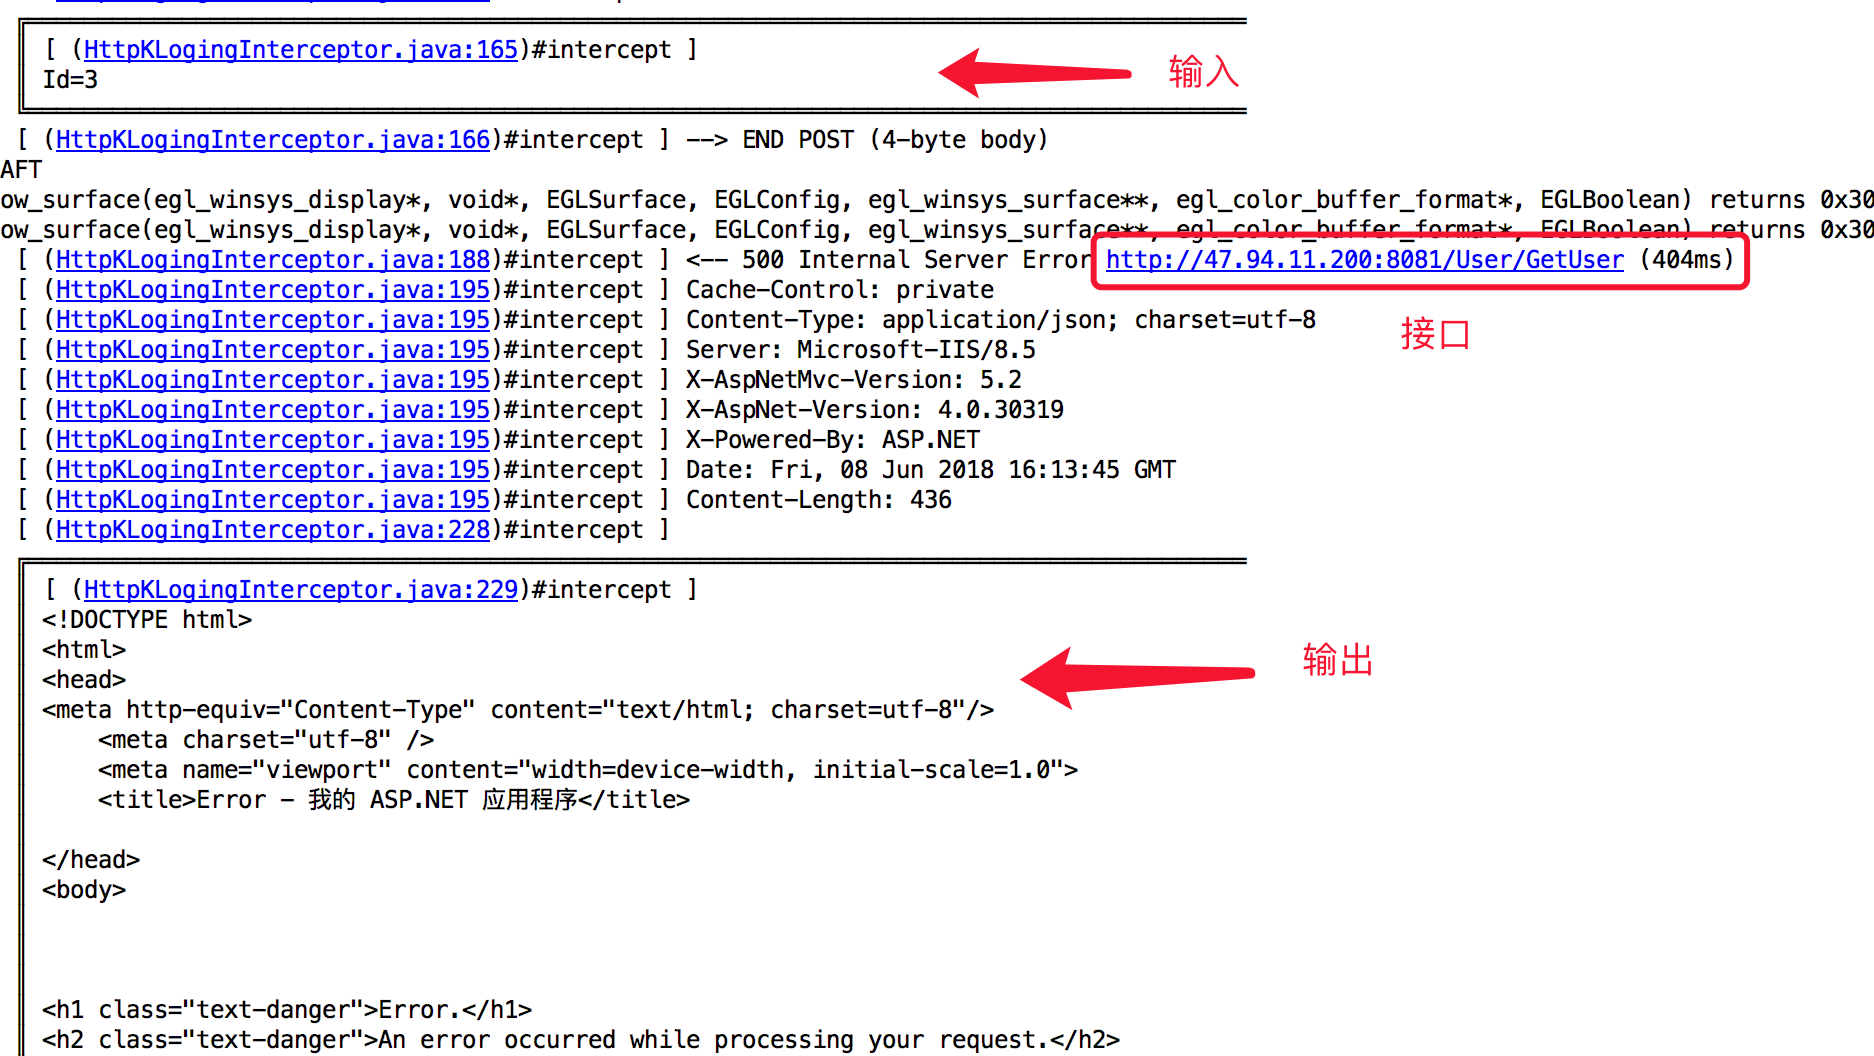 [ (HttpKLogingInterceptor.java:165)#intercept ]
Id=3
输入
[ (HttpKLogingInterceptor.java:166)#intercept ] --> END POST (4-byte body)
AFT
ow_surface(egl_winsys_display*, void*, EGLSurface, EGLConfig, egl_winsys_surface**, egl_color_buffer_format*, EGLBoolean) returns 0x30
ow_surface(egl_winsys_display*, void*, EGLSurface, EGLConfig, egl_winsys_surface**, egl_color_buffer_format*, EGLBoolean) returns 0x30
[ (HttpKLogingInterceptor.java:188)#intercept ] <-- 500 Internal Server Error http://47.94.11.200:8081/User/GetUser (404ms)
[ (HttpKLogingInterceptor.java:195)#intercept ] Cache-Control: private
[ (HttpKLogingInterceptor.java:195)#intercept ] Content-Type: application/json; charset=utf-8
接口
[ (HttpKLogingInterceptor.java:195)#intercept ] Server: Microsoft-IIS/8.5
[ (HttpKLogingInterceptor.java:195)#intercept ] X-AspNetMvc-Version: 5.2
[ (HttpKLogingInterceptor.java:195)#intercept ] X-AspNet-Version: 4.0.30319
[ (HttpKLogingInterceptor.java:195)#intercept ] X-Powered-By: ASP.NET
[ (HttpKLogingInterceptor.java:195)#intercept ] Date: Fri, 08 Jun 2018 16:13:45 GMT
[ (HttpKLogingInterceptor.java:195)#intercept ] Content-Length: 436
[ (HttpKLogingInterceptor.java:228)#intercept ]
[ (HttpKLogingInterceptor.java:229)#intercept ]
<!DOCTYPE html>
<html>
<head>
输出
<meta http-equiv="Content-Type" content="text/html; charset=utf-8"/>
<meta charset="utf-8" />
<meta name="viewport" content="width=device-width, initial-scale=1.0">
<title>Error - 我的 ASP.NET 应用程序</title>
</head>
<body>
<h1 class="text-danger">Error.</h1>
<h2 class="text-danger">An error occurred while processing your request.</h2>